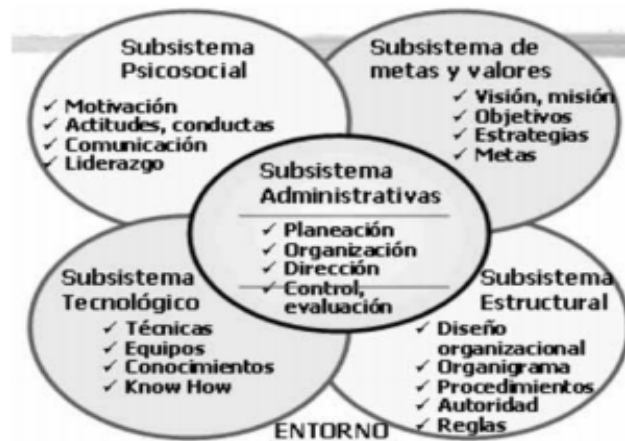 Subsistema
Psicosocial
✓ Motivación
✓ Actitudes, conductas
✓ Comunicación
✓ Liderazgo
Subsistema de
metas y valores
✓ Visión, misión
✓ Objetivos
✓ Estrategias
✓ Metas
Subsistema
Administrativas
✓ Planeación
✓ Organización
✓ Dirección
✓ Control,
evaluación
Subsistema
Tecnológico
✓ Técnicas
✓ Equipos
✓ Conocimientos
✓ Know How
Subsistema
Estructural
✓ Diseño
organizacional
✓ Organigrama
✓ Procedimientos
✓ Autoridad
✓ Reglas
ENTORNO